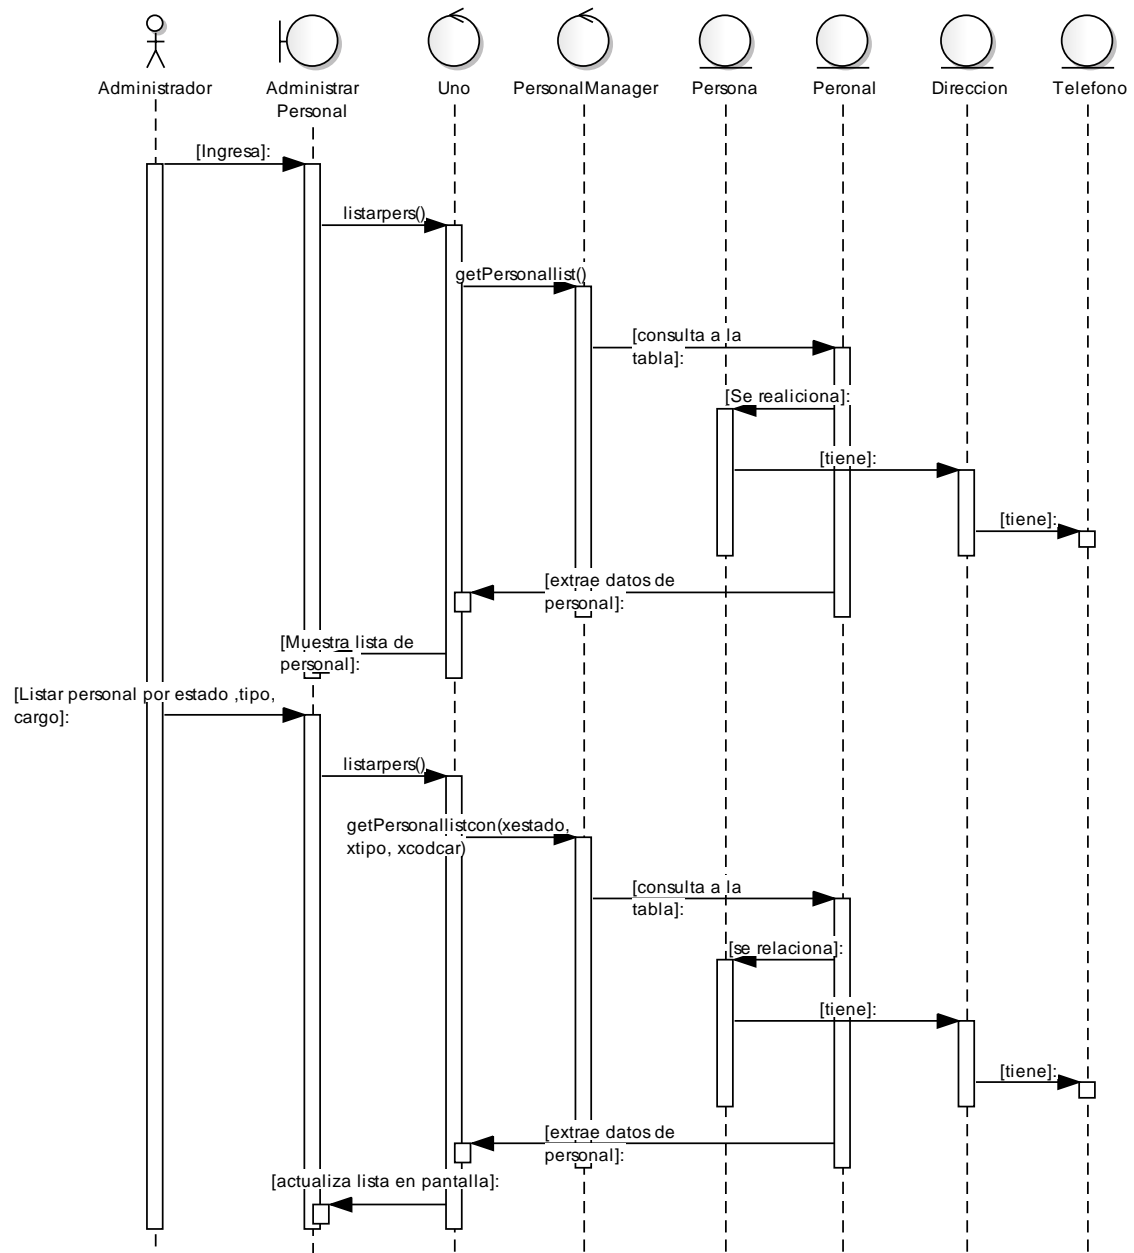 Administrador
Administrar
Personal
Uno
PersonalManager
Persona
Peronal
Direccion
Telefono
[Ingresa]:
listarpers()
getPersonallist()
[consulta a la
tabla]:
[Se realiciona]:
[tiene]:
[tiene]:
[extrae datos de
personal]:
[Muestra lista de
personal]:
[Listar personal por estado ,tipo,
cargo]:
listarpers()
getPersonallistcon(xestado,
xtipo, xcodcar)
[consulta a la
tabla]:
[se relaciona]:
[tiene]:
[tiene]:
[extrae datos de
personal]:
[actualiza lista en pantalla]: